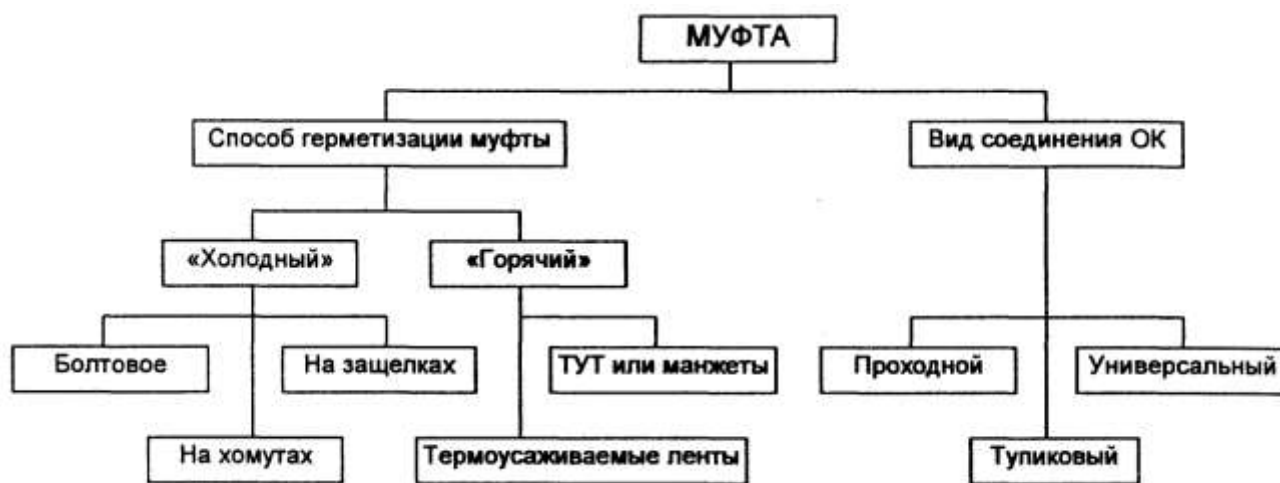 МУФТА
Способ герметизации муфты
Вид соединения ОК
«Холодный»
«Горячий»
Болтовое
На защелках
ТУТ или манжеты
Проходной
Универсальный
На хомутах
Термоусаживаемые ленты
Тупиковый